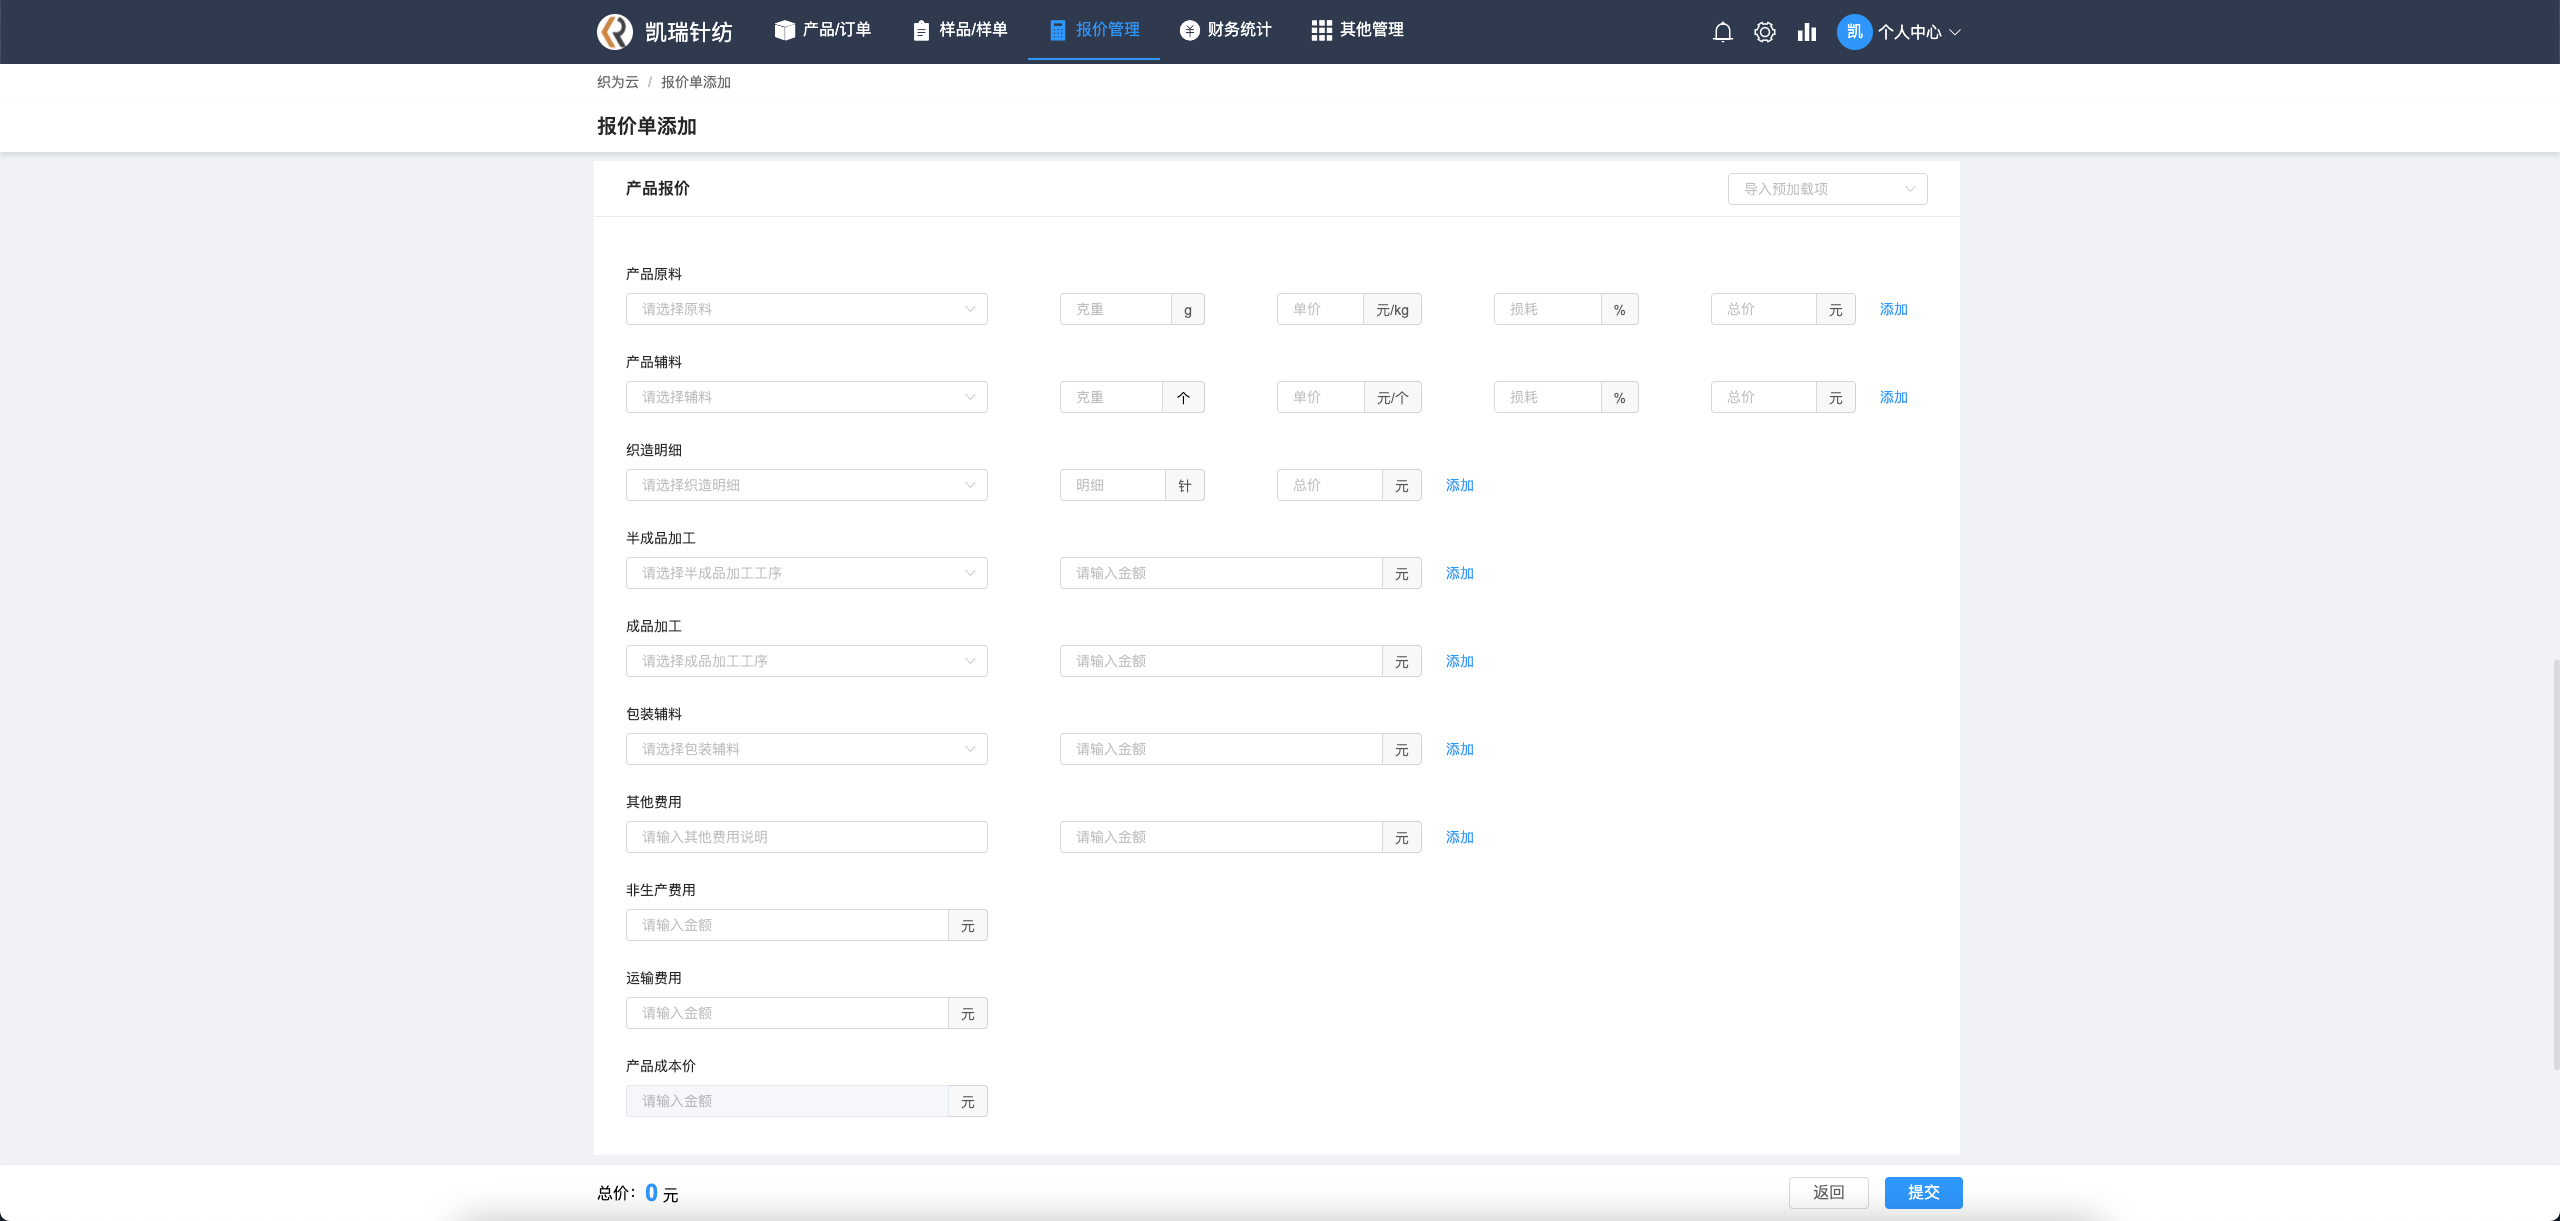 凯瑞针纺 产品/订单 样品/样单 报价管理 财务统计 其他管理 凯 个人中心
织为云 / 报价单添加
报价单添加
产品报价 导入预加载项
产品原料
请选择原料 克重 g 单价 元/kg 损耗 % 总价 元 添加
产品辅料
请选择辅料 克重 个 单价 元/个 损耗 % 总价 元 添加
织造明细
请选择织造明细 明细 针 总价 元 添加
半成品加工
请选择半成品加工工序 请输入金额 元 添加
成品加工
请选择成品加工工序 请输入金额 元 添加
包装辅料
请选择包装辅料 请输入金额 元 添加
其他费用
请输入其他费用说明 请输入金额 元 添加
非生产费用
请输入金额 元
运输费用
请输入金额 元
产品成本价
请输入金额 元
总价: 0 元 返回 提交